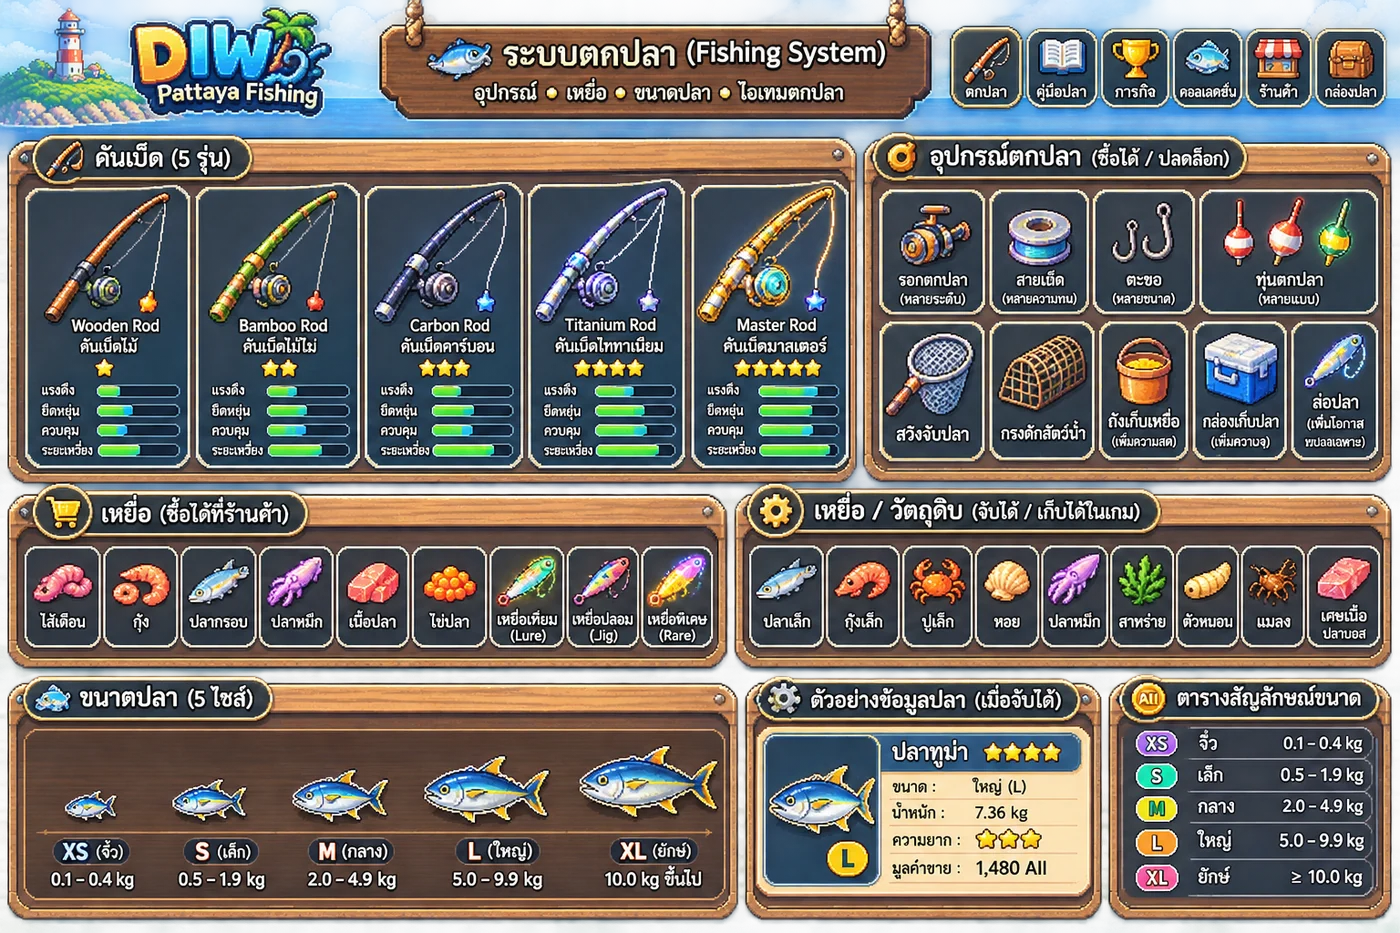 DIW
Pattaya Fishing
ระบบตกปลา (Fishing System)
อุปกรณ์ • เหยื่อ • ขนาดปลา • ไอเทมตกปลา
ตกปลา
คู่มือปลา
ภารกิจ
คอลเลคชั่น
ร้านค้า
กล่องปลา
คันเบ็ด (5 รุ่น)
Wooden Rod
คันเบ็ดไม้
แรงดึง
ยืดหยุ่น
ควบคุม
ระยะเหวี่ยง
Bamboo Rod
คันเบ็ดไม้ไผ่
แรงดึง
ยืดหยุ่น
ควบคุม
ระยะเหวี่ยง
Carbon Rod
คันเบ็ดคาร์บอน
แรงดึง
ยืดหยุ่น
ควบคุม
ระยะเหวี่ยง
Titanium Rod
คันเบ็ดไททาเนียม
แรงดึง
ยืดหยุ่น
ควบคุม
ระยะเหวี่ยง
Master Rod
คันเบ็ดมาสเตอร์
แรงดึง
ยืดหยุ่น
ควบคุม
ระยะเหวี่ยง
อุปกรณ์ตกปลา (ซื้อได้ / ปลดล็อก)
รอกตกปลา
(หลายระดับ)
สายเน็ด
(หลายความทน)
ตะขอ
(หลายขนาด)
ทุ่นตกปลา
(หลายแบบ)
สวิงจับปลา
กรงดักสัตว์น้ำ
ถังเก็บเหยื่อ
(เพิ่มความสด)
กล่องเก็บปลา
(เพิ่มความจุ)
ล่อปลา
(เพิ่มโอกาส
เหยื่อ (ซื้อได้ที่ร้านค้า)
ไส้เดือน
กุ้ง
ปลากรอบ
ปลาหมึก
เนื้อปลา
ไข่ปลา
เหยื่อเทียม
(Lure)
เหยื่อปลอม
(Jig)
เหยื่อพิเศษ
(Rare)
เหยื่อ / วัตถุดิบ (จับได้ / เก็บได้ในเกม)
ปลาเล็ก
กุ้งเล็ก
ปูเล็ก
หอย
ปลาหมึก
สาหร่าย
ตัวหนอน
แมลง
เศษเนื้อ
ปลาบอส
ขนาดปลา (5 ไซส์)
XS (จิ๋ว)
0.1 – 0.4 kg
S (เล็ก)
0.5 – 1.9 kg
M (กลาง)
2.0 – 4.9 kg
L (ใหญ่)
5.0 – 9.9 kg
XL (ยักษ์)
10.0 kg ขึ้นไป
ตัวอย่างข้อมูลปลา (เมื่อจับได้)
ปลาทูม่า
ขนาด : ใหญ่ (L)
น้ำหนัก : 7.36 kg
ความยาก :
มูลค่าขาย : 1,480 All
L
All ตารางสัญลักษณ์ขนาด
XS จิ๋ว 0.1 – 0.4 kg
S เล็ก 0.5 – 1.9 kg
M กลาง 2.0 – 4.9 kg
L ใหญ่ 5.0 – 9.9 kg
XL ยักษ์ ≥ 10.0 kg